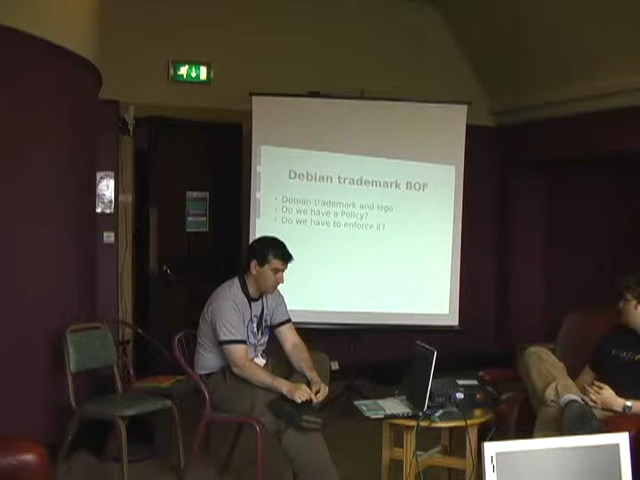 Debian trademark BOF
Debian trademark and logo
Do we have a Policy?
Do we have to enforce it?